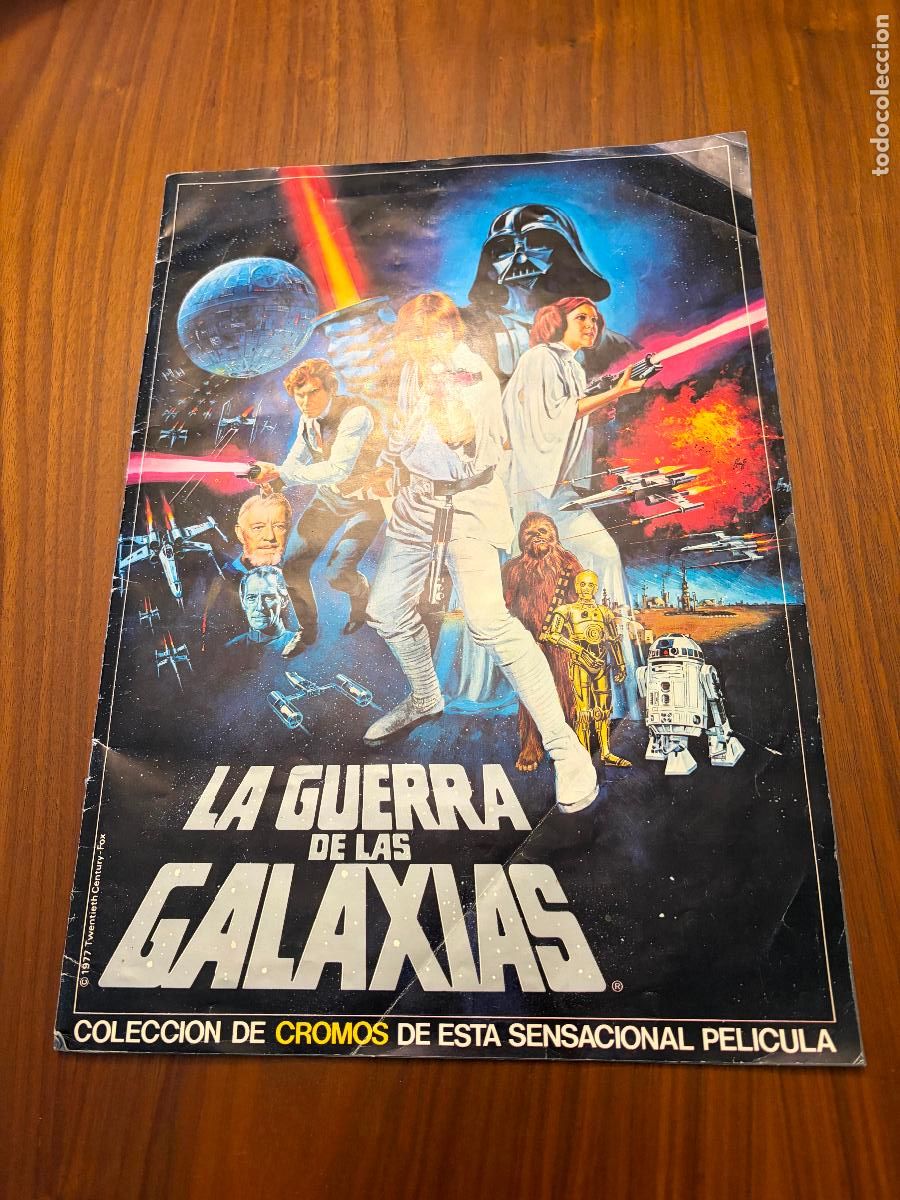 todocoleccion
LA GUERRA
DE LAS
GALAXIAS
®
© 1977 Twentieth Century-Fox
COLECCION DE CROMOS DE ESTA SENSACIONAL PELICULA